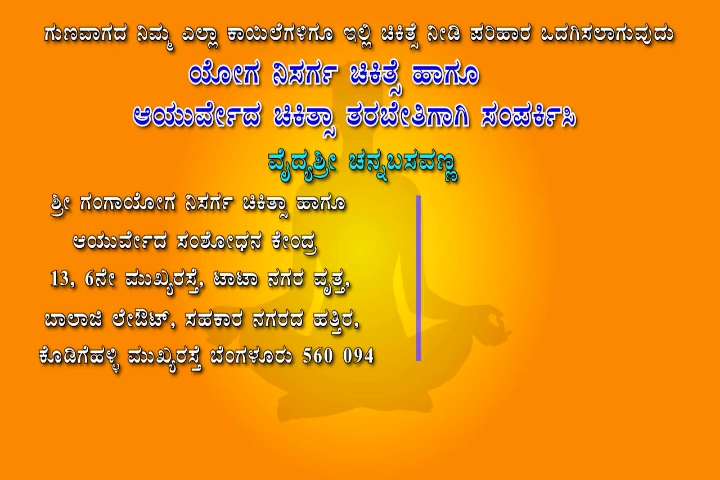 ಗುಣವಾಗದ ನಿಮ್ಮ ಎಲ್ಲಾ ಕಾಯಿಲೆಗಳಿಗೂ ಇಲ್ಲಿ ಚಿಕಿತ್ಸೆ ನೀಡಿ ಪರಿಹಾರ ಒದಗಿಸಲಾಗುವುದು
ಯೋಗ ನಿಸರ್ಗ ಚಿಕಿತ್ಸೆ ಹಾಗೂ
ಆಯುರ್ವೇದ ಚಿಕಿತ್ಸಾ ತರಬೇತಿಗಾಗಿ ಸಂಪರ್ಕಿಸಿ
ವೈದ್ಯಶ್ರೀ ಚನ್ನಬಸವಣ್ಣ
ಶ್ರೀ ಗಂಗಾಯೋಗ ನಿಸರ್ಗ ಚಿಕಿತ್ಸಾ ಹಾಗೂ
ಆಯುರ್ವೇದ ಸಂಶೋಧನ ಕೇಂದ್ರ
13, 6ನೇ ಮುಖ್ಯರಸ್ತೆ, ಟಾಟಾ ನಗರ ವೃತ್ತ,
ಬಾಲಾಜಿ ಲೇಔಟ್, ಸಹಕಾರ ನಗರದ ಹತ್ತಿರ,
ಕೊಡಿಗೆಹಳ್ಳಿ ಮುಖ್ಯರಸ್ತೆ ಬೆಂಗಳೂರು 560 094